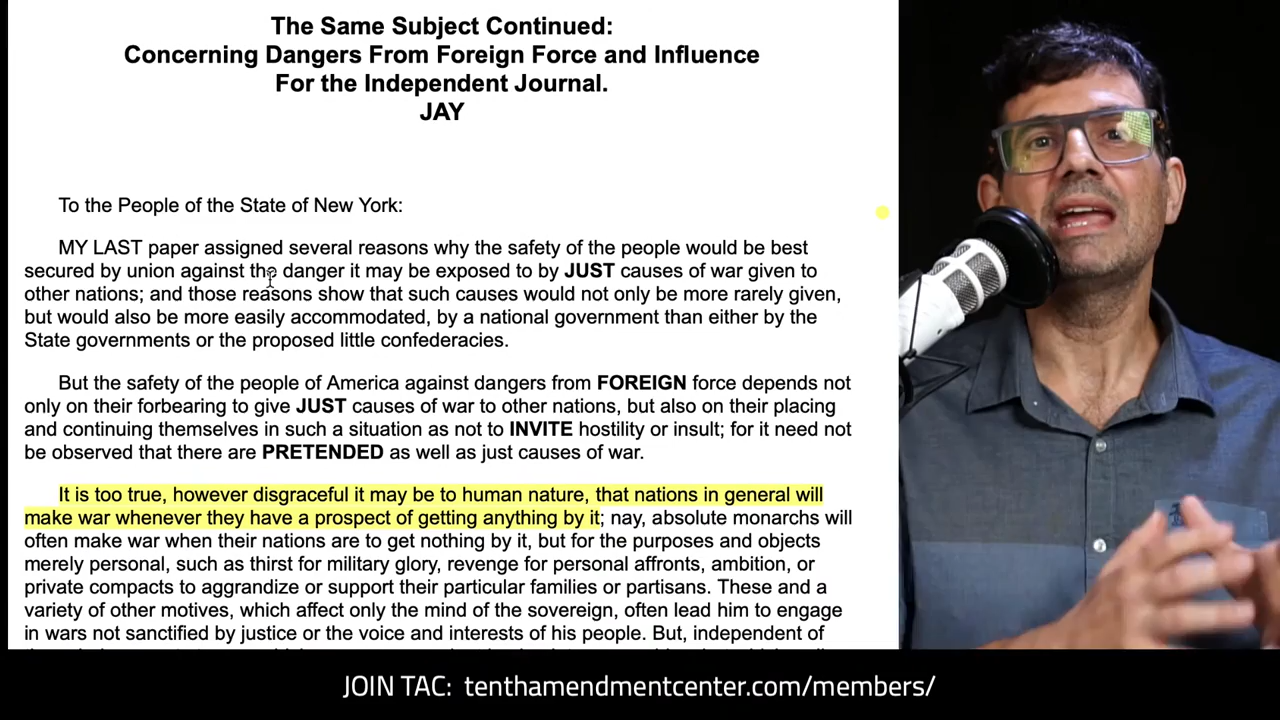 The Same Subject Continued:
Concerning Dangers From Foreign Force and Influence
For the Independent Journal.
JAY
To the People of the State of New York:
MY LAST paper assigned several reasons why the safety of the people would be best
secured by union against the danger it may be exposed to by JUST causes of war given to
other nations; and those reasons show that such causes would not only be more rarely given,
but would also be more easily accommodated, by a national government than either by the
State governments or the proposed little confederacies.
But the safety of the people of America against dangers from FOREIGN force depends not
only on their forbearing to give JUST causes of war to other nations, but also on their placing
and continuing themselves in such a situation as not to INVITE hostility or insult; for it need not
be observed that there are PRETENDED as well as just causes of war.
It is too true, however disgraceful it may be to human nature, that nations in general will
make war whenever they have a prospect of getting anything by it; nay, absolute monarchs will
often make war when their nations are to get nothing by it, but for the purposes and objects
merely personal, such as thirst for military glory, revenge for personal affronts, ambition, or
private compacts to aggrandize or support their particular families or partisans. These and a
variety of other motives, which affect only the mind of the sovereign, often lead him to engage
in wars not sanctified by justice or the voice and interests of his people. But, independent of
JOIN TAC: tenthamendmentcenter.com/members/